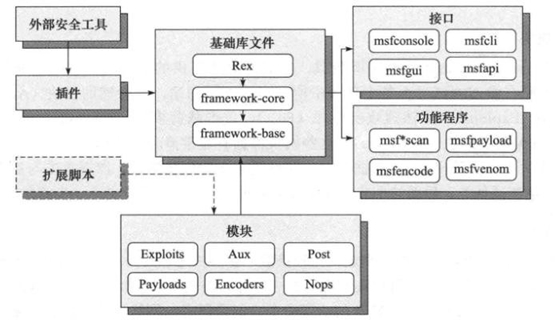 外部安全工具
插件
基础库文件
Rex
framework-core
framework-base
接口
msfconsole msfcli
msfgui msfapi
功能程序
msf*scan msfpayload
msfencode msfvenom
扩展脚本
模块
Exploits Aux Post
Payloads Encoders Nops